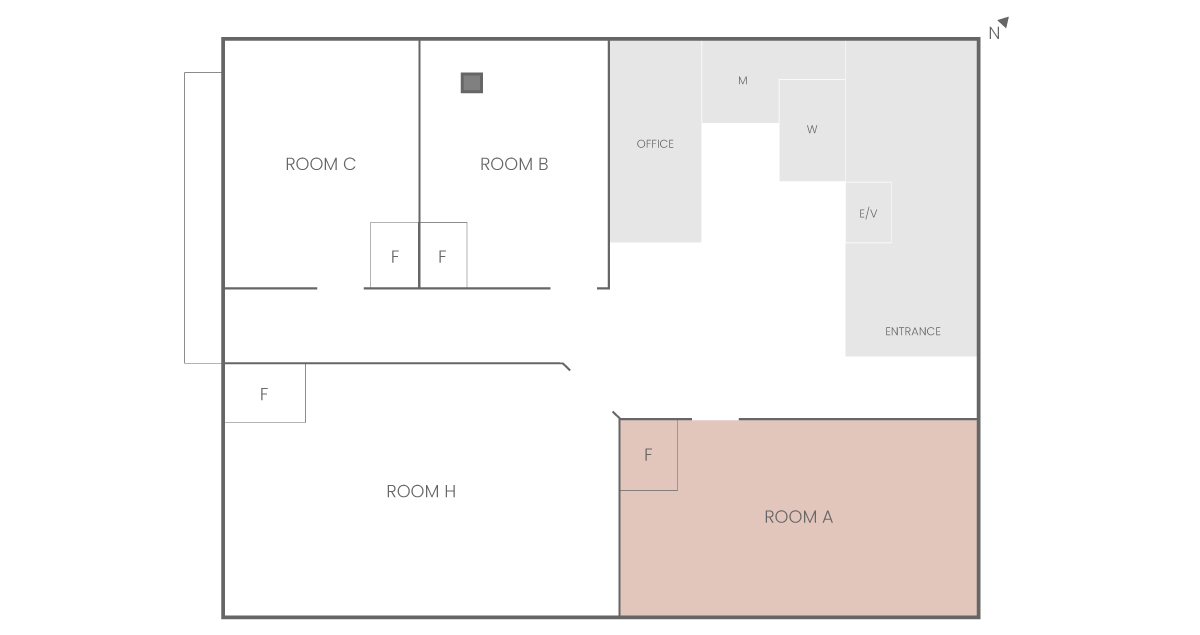 N
M
W
OFFICE
ROOM C
ROOM B
E/V
F
F
ENTRANCE
F
F
ROOM H
ROOM A